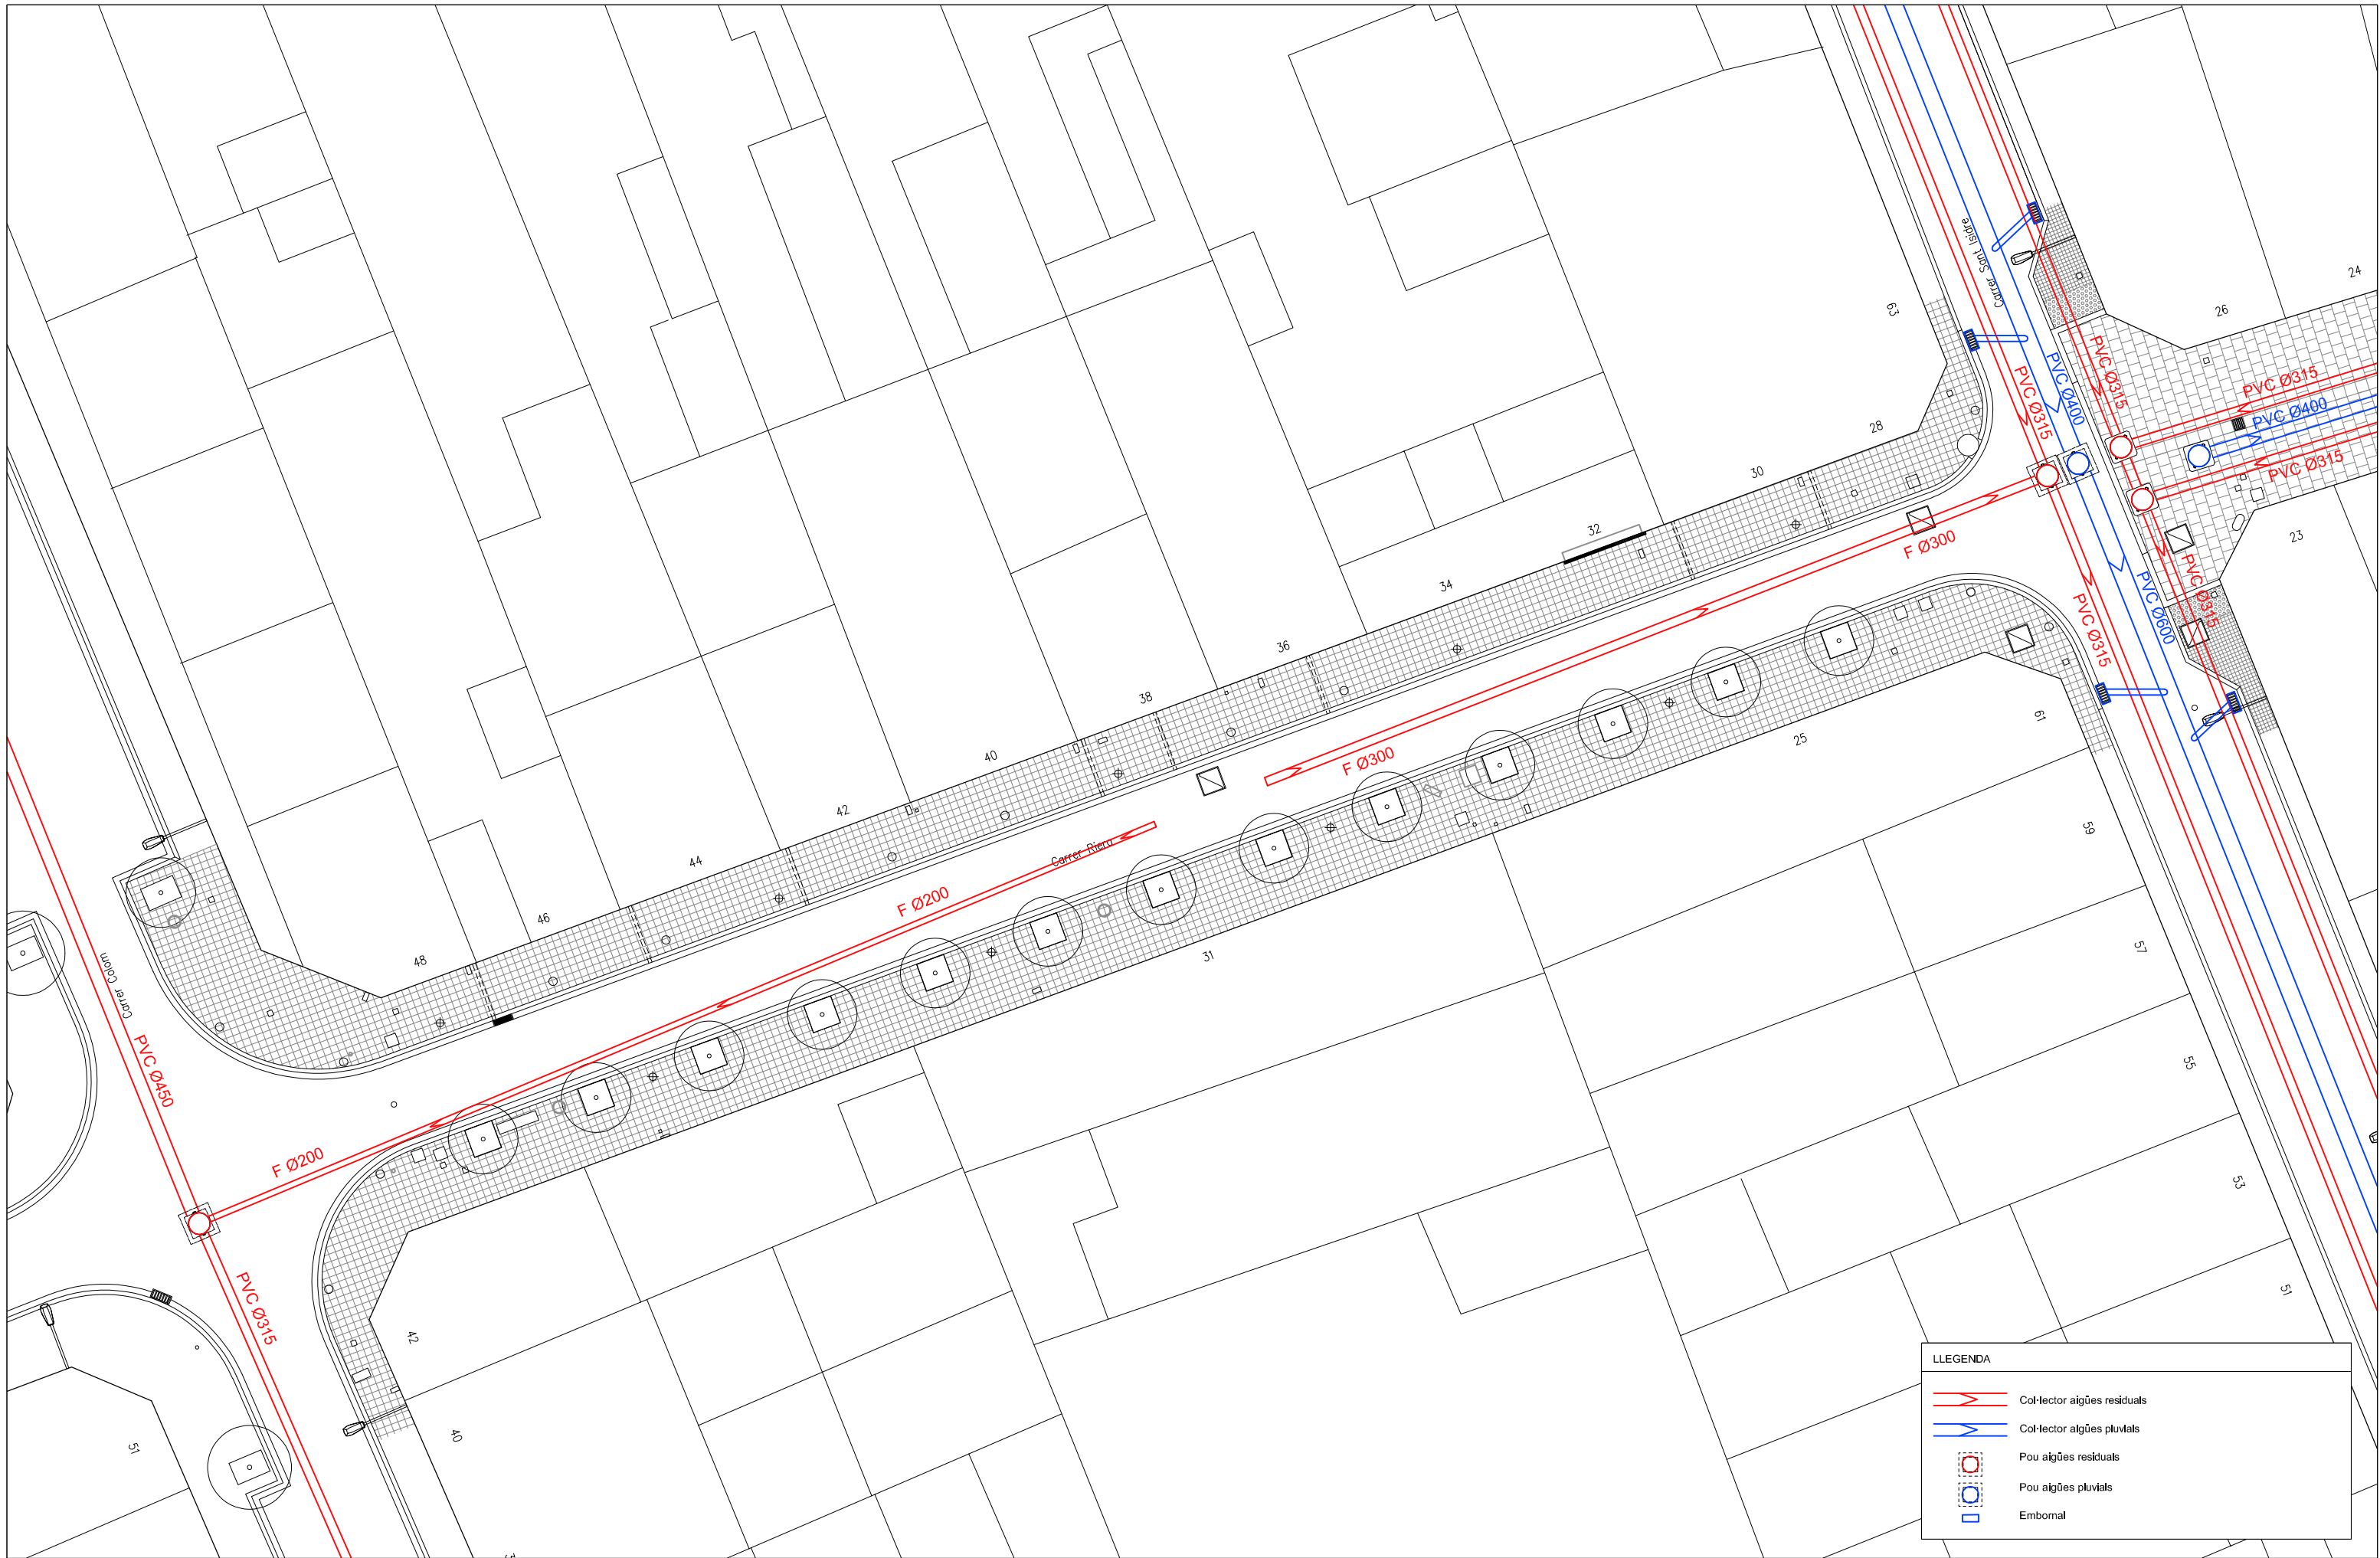 Carrer Sant Isidre
24
26
63
PVC Ø315
PVC Ø400
PVC Ø315
PVC Ø315
PVC Ø400
PVC Ø315
28
30
32
F Ø300
23
34
PVC Ø315
PVC Ø600
PVC Ø315
36
38
61
25
40
F Ø300
42
59
44
Carrer Riera
F Ø200
46
31
57
48
Carrer Colom
PVC Ø450
55
F Ø200
53
PVC Ø315
51
42
40
51
LLEGENDA
Col·lector aigües residuals
Col·lector aigües pluvials
Pou aigües residuals
Pou aigües pluvials
Embornal